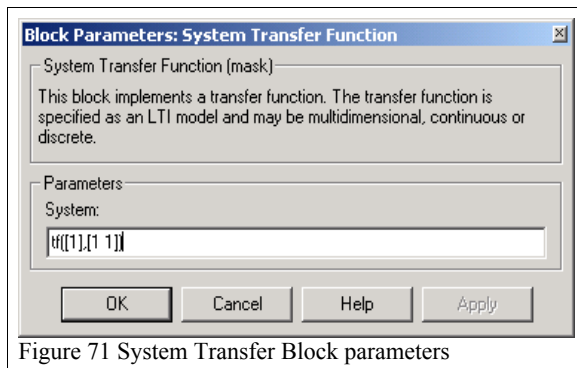 Block Parameters: System Transfer Function
System Transfer Function (mask)
This block implements a transfer function. The transfer function is
specified as an LTI model and may be multidimensional, continuous or
discrete.
Parameters
System:
tf([1],[1 1])
OK Cancel Help Apply
Figure 71 System Transfer Block parameters